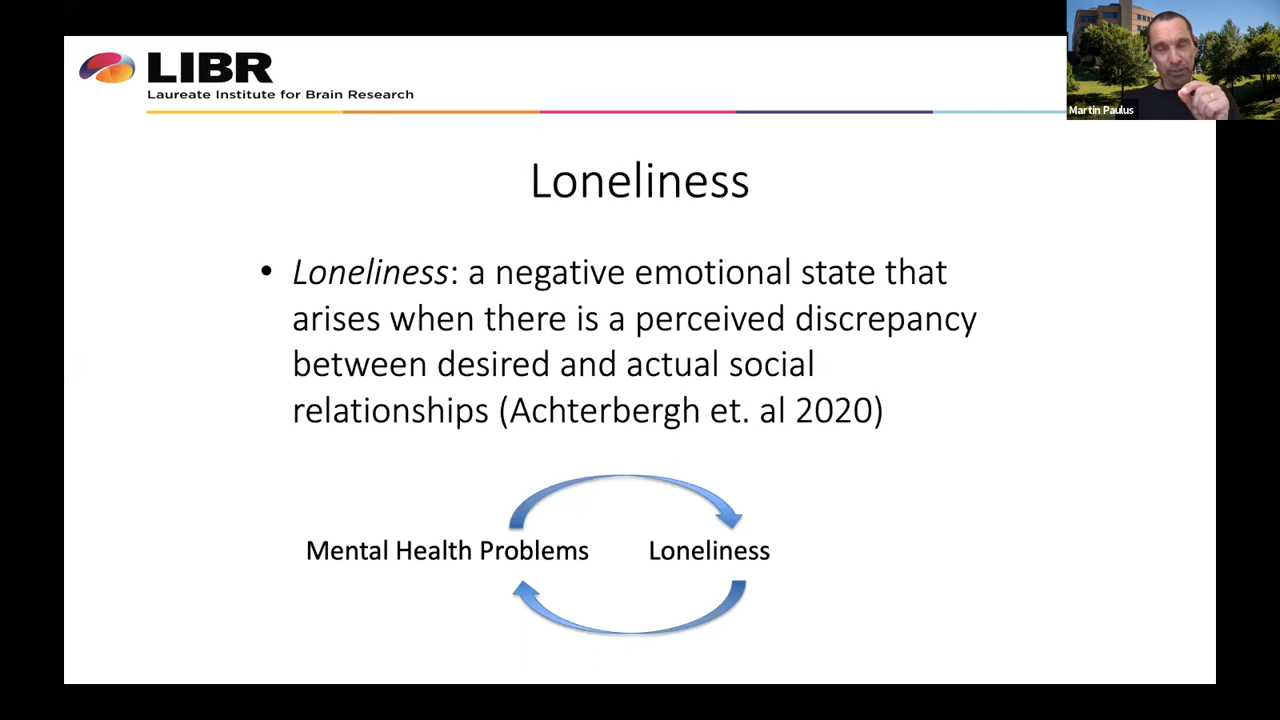 LIBR
Laureate Institute for Brain Research
Martin Paulus
Loneliness
• Loneliness: a negative emotional state that
arises when there is a perceived discrepancy
between desired and actual social
relationships (Achterbergh et. al 2020)
Mental Health Problems
Loneliness